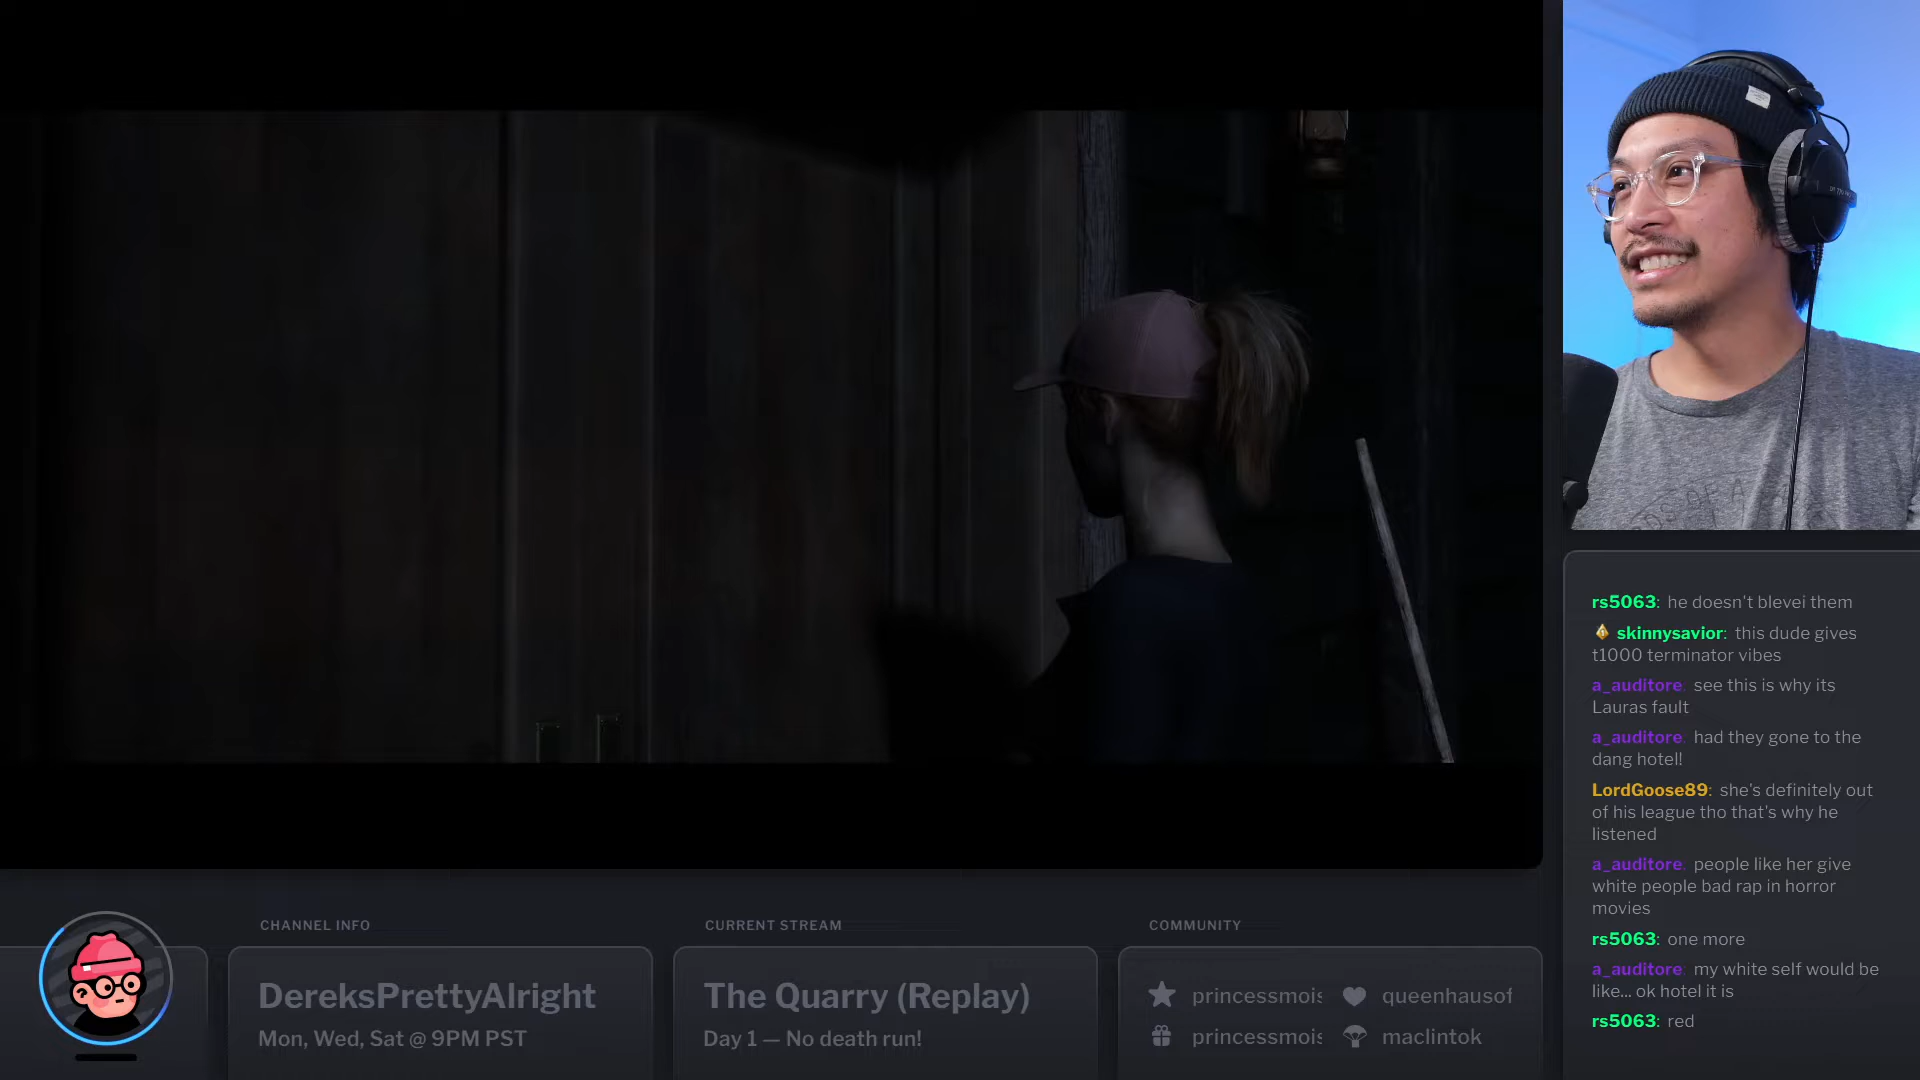 rs5063: he doesn't blevei them
skinnysavior: this dude gives
t1000 terminator vibes
a_auditore: see this is why its
Lauras fault
a_auditore: had they gone to the
dang hotel!
LordGoose89: she's definitely out
of his league tho that's why he
listened
a_auditore: people like her give
white people bad rap in horror
movies
rs5063: one more
a_auditore: my white self would be
like... ok hotel it is
rs5063: red
CHANNEL INFO
DereksPrettyAlright
Mon, Wed, Sat @ 9PM PST
CURRENT STREAM
The Quarry (Replay)
Day 1 — No death run!
COMMUNITY
princessmois queenhausof
princessmois maclintok